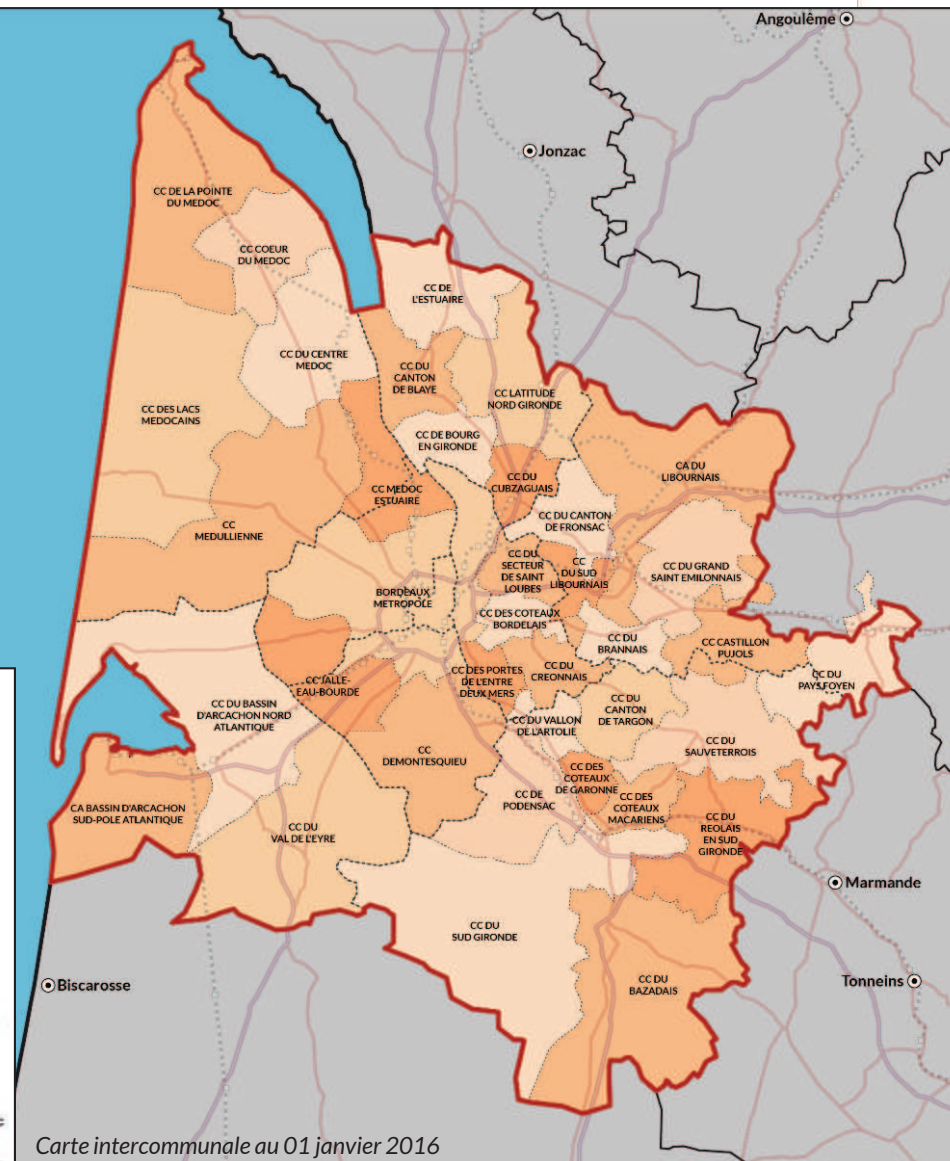 Angoulême
Jonzac
CC DE LA POINTE
DU MEDOC
CC COEUR
DU MEDOC
CC DE
L'ESTUAIRE
CC DU CENTRE
MEDOC
CC DU
CANTON
DE BLAYE
CC LATITUDE
NORD GIRONDE
CC DES LACS
MEDOCAINS
CC DE BOURG
EN GIRONDE
CA DU
LIBOURNAIS
CC DU
CUBZAGUAIS
CC MEDOC
ESTUAIRE
CC DU CANTON
DE FRONSAC
CC
MEDULLIENNE
CC DU
SECTEUR
DE SAINT
LOUBES
CC
DU SUD
LIBOURNAIS
CC DU GRAND
SAINT EMILONNAIS
BORDEAUX
METROPOLE
CC DES COTEAUX
BORDELAIS
CC DU
BRANNAIS
CC CASTILLON
PUJOLS
CC DU
PAYS FOYEN
CC JALLE-
EAU-BOURDE
CC DES PORTES
DE L'ENTRE
DEUX MERS
CC DU
CREONNAIS
CC DU BASSIN
D'ARCACHON NORD
ATLANTIQUE
CC DU
CANTON
DE TARGON
CC DU VALLON
DE L'ARTOLIE
CC DU
SAUVETERROIS
CC
DEMONTESQUIEU
CC DES
COTEAUX
DE GARONNE
CC DE
PODENSAC
CC DES
COTEAUX
MACARIENS
CA BASSIN D'ARCACHON
SUD-POLE ATLANTIQUE
CC DU
VAL DE L'EYRE
CC DU
REOLAIS
EN SUD
GIRONDE
Marmande
CC DU
SUD GIRONDE
CC DU
BAZADAIS
Tonneins
Biscarosse
Carte intercommunale au 01 janvier 2016